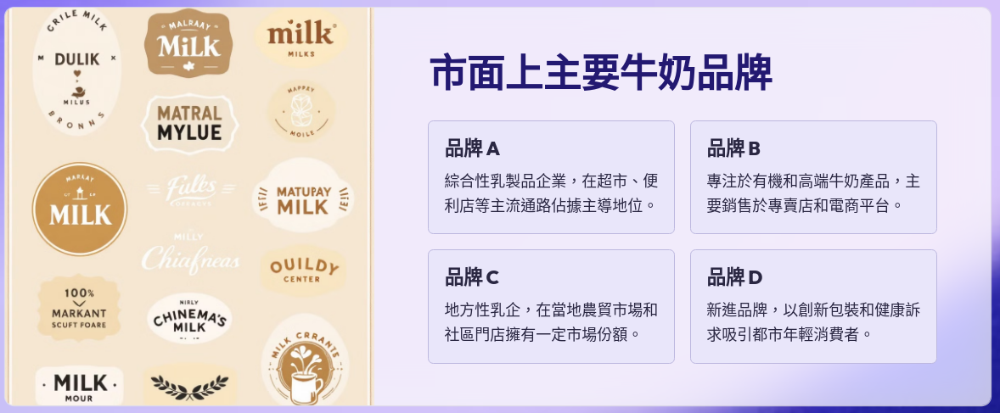 CRILE MILK
M DULIK ×
MILUS
BRONNS
MALRAAY
MiLK
milk
MILKS
MATRAL
MYLUE
MAPPEY
MOILE
MARLAY
MILK
Fulbs
MATUPAY
MILK
MILLY
Chiafneas
OUILDY
CENTER
100%
MARKANT
SCUFT FOARE
NIRLY
CHINEMA'S
MILK
MILK CRRANTE
· MILK ·
MOUR
市面上主要牛奶品牌
品牌 A
綜合性乳製品企業，在超市、便
利店等主流通路佔據主導地位。
品牌 B
專注於有機和高端牛奶產品，主
要銷售於專賣店和電商平台。
品牌 C
地方性乳企，在當地農貿市場和
社區門店擁有一定市場份額。
品牌 D
新進品牌，以創新包裝和健康訴
求吸引都市年輕消費者。